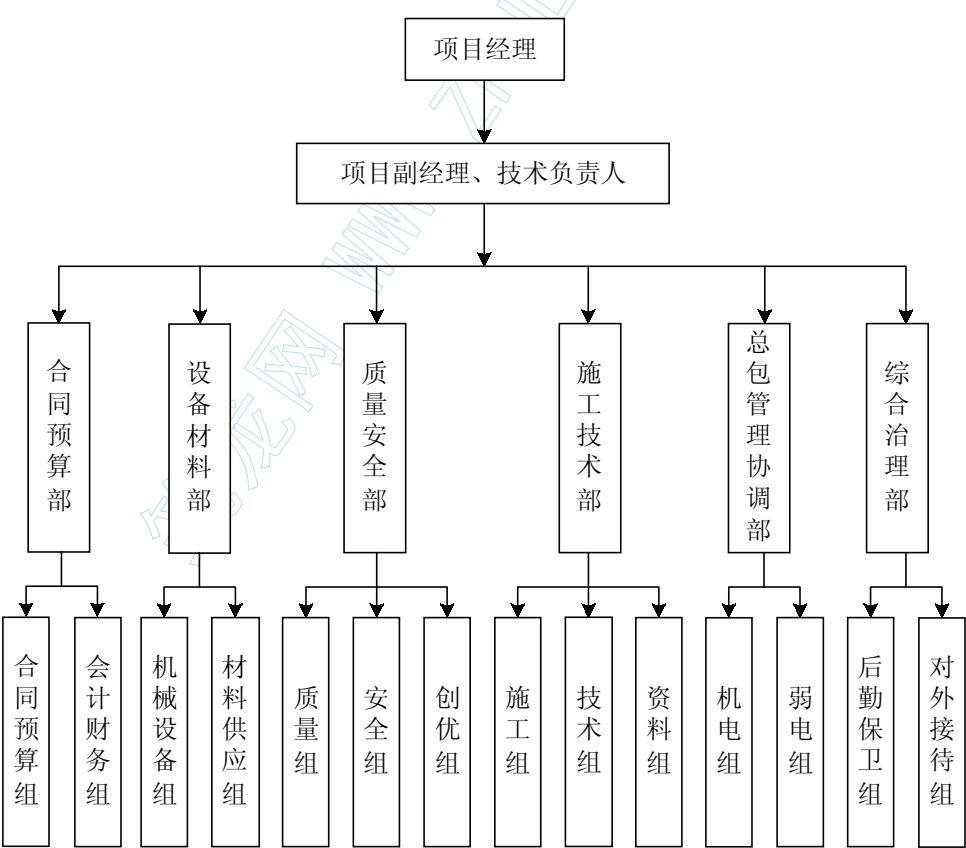 项目经理
项目副经理、技术负责人
合同预算部
设备材料部
质量安全部
施工技术部
总包管理协调部
综合治理部
合同预算组
会计财务组
机械设备组
材料供应组
质量组
安全组
创优组
施工组
技术组
资料组
机电组
弱电组
后勤保卫组
对外接待组
筑龙网 WWW.ZHUL